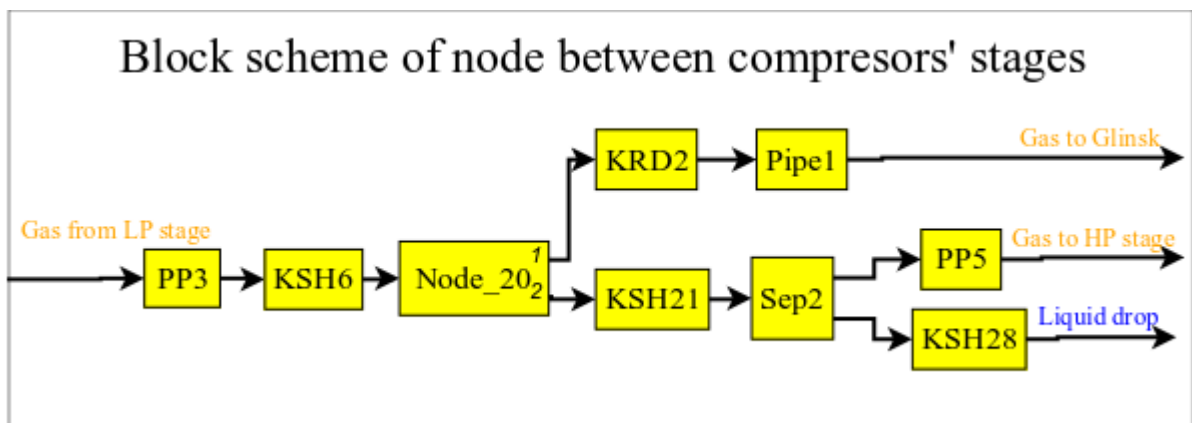 Block scheme of node between compresors' stages
Gas to Glinsk
KRD2
Pipe1
Gas from LP stage
Gas to HP stage
PP3
KSH6
Node_20
1
2
KSH21
Sep2
PP5
Liquid drop
KSH28